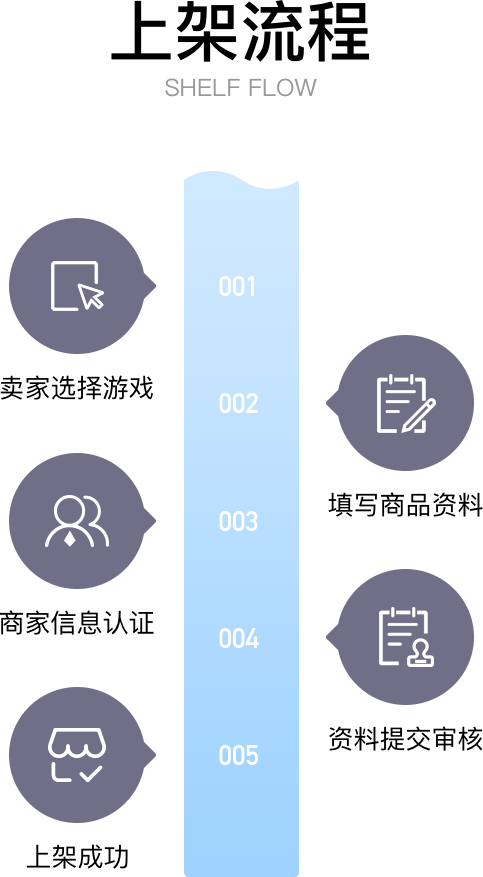 上架流程
SHELF FLOW
001
卖家选择游戏
002
填写商品资料
003
商家信息认证
004
资料提交审核
005
上架成功